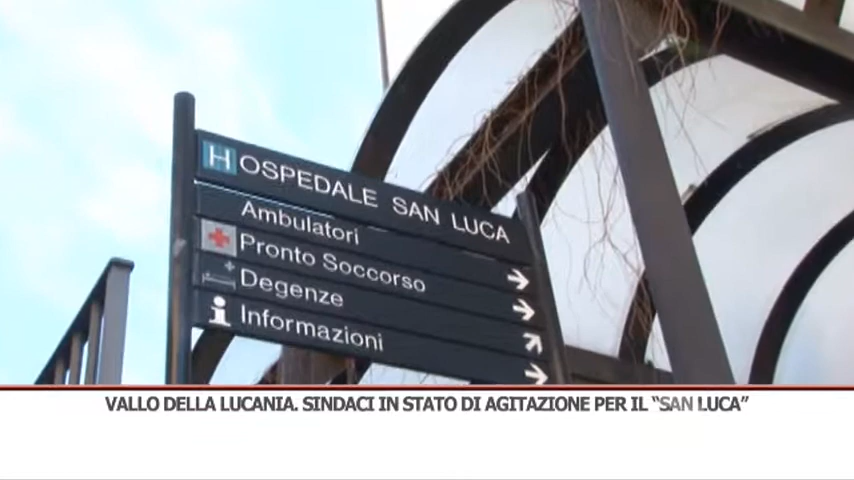 HOSPEDALE SAN LUCA
Ambulatori
Pronto Soccorso
Degenze
Informazioni
VALLO DELLA LUCANIA. SINDACI IN STATO DI AGITAZIONE PER IL “SAN LUCA”